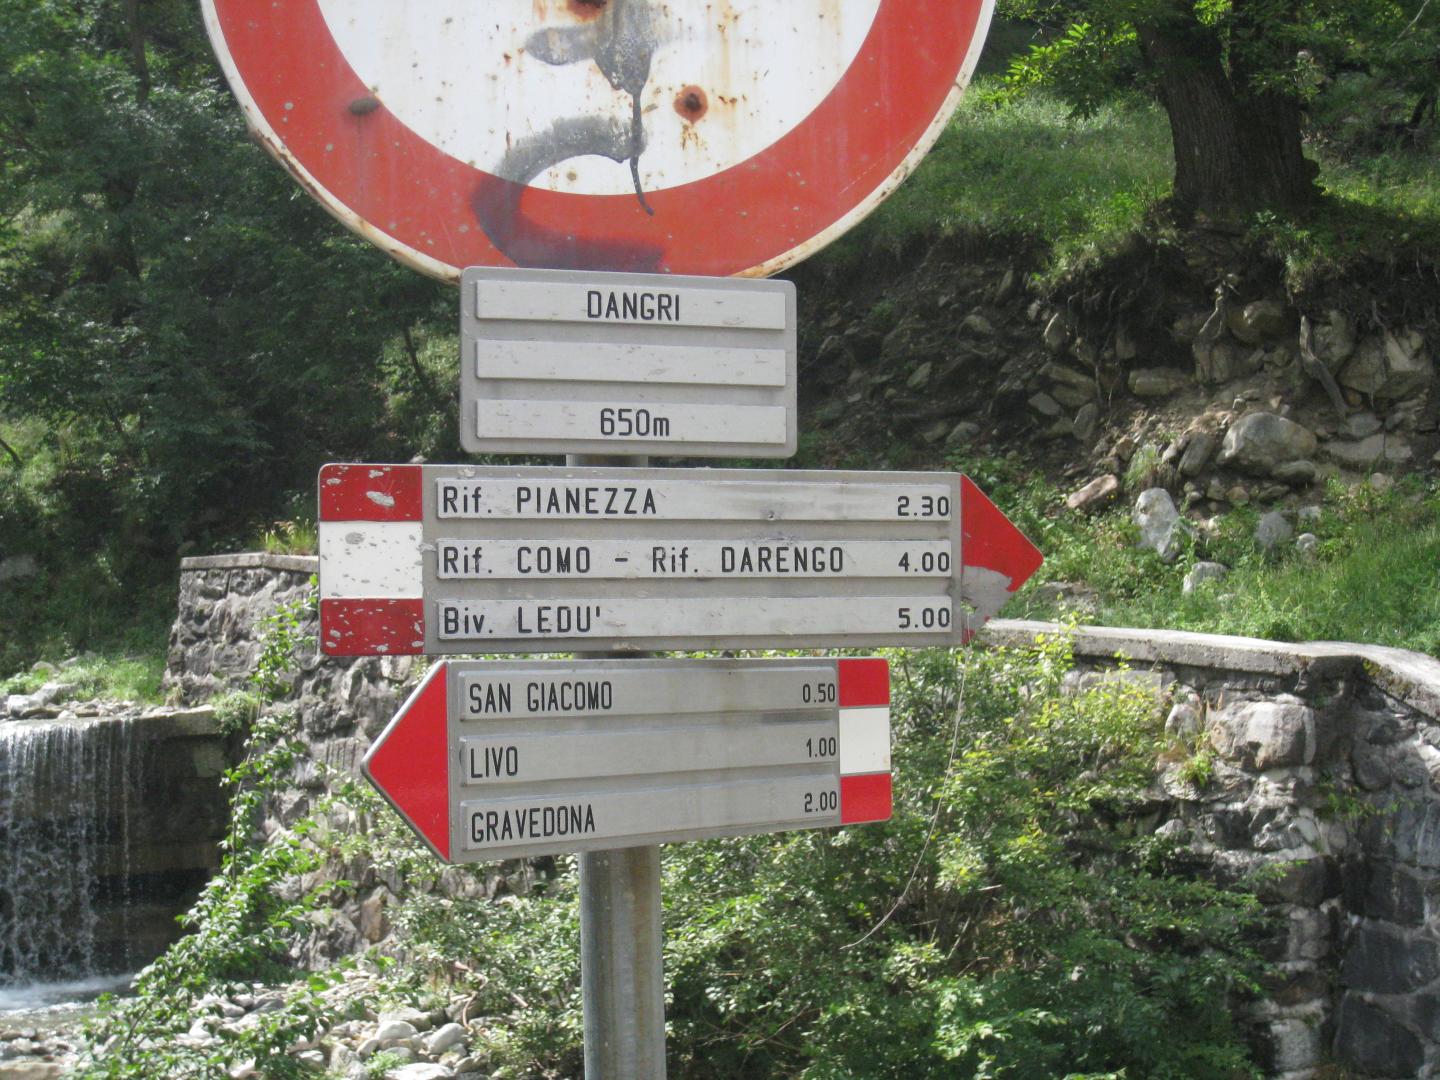 DANGRI
650m
Rif. PIANEZZA 2.30
Rif. COMO - Rif. DARENGO 4.00
Biv. LEDU' 5.00
SAN GIACOMO 0.50
LIVO 1.00
GRAVEDONA 2.00